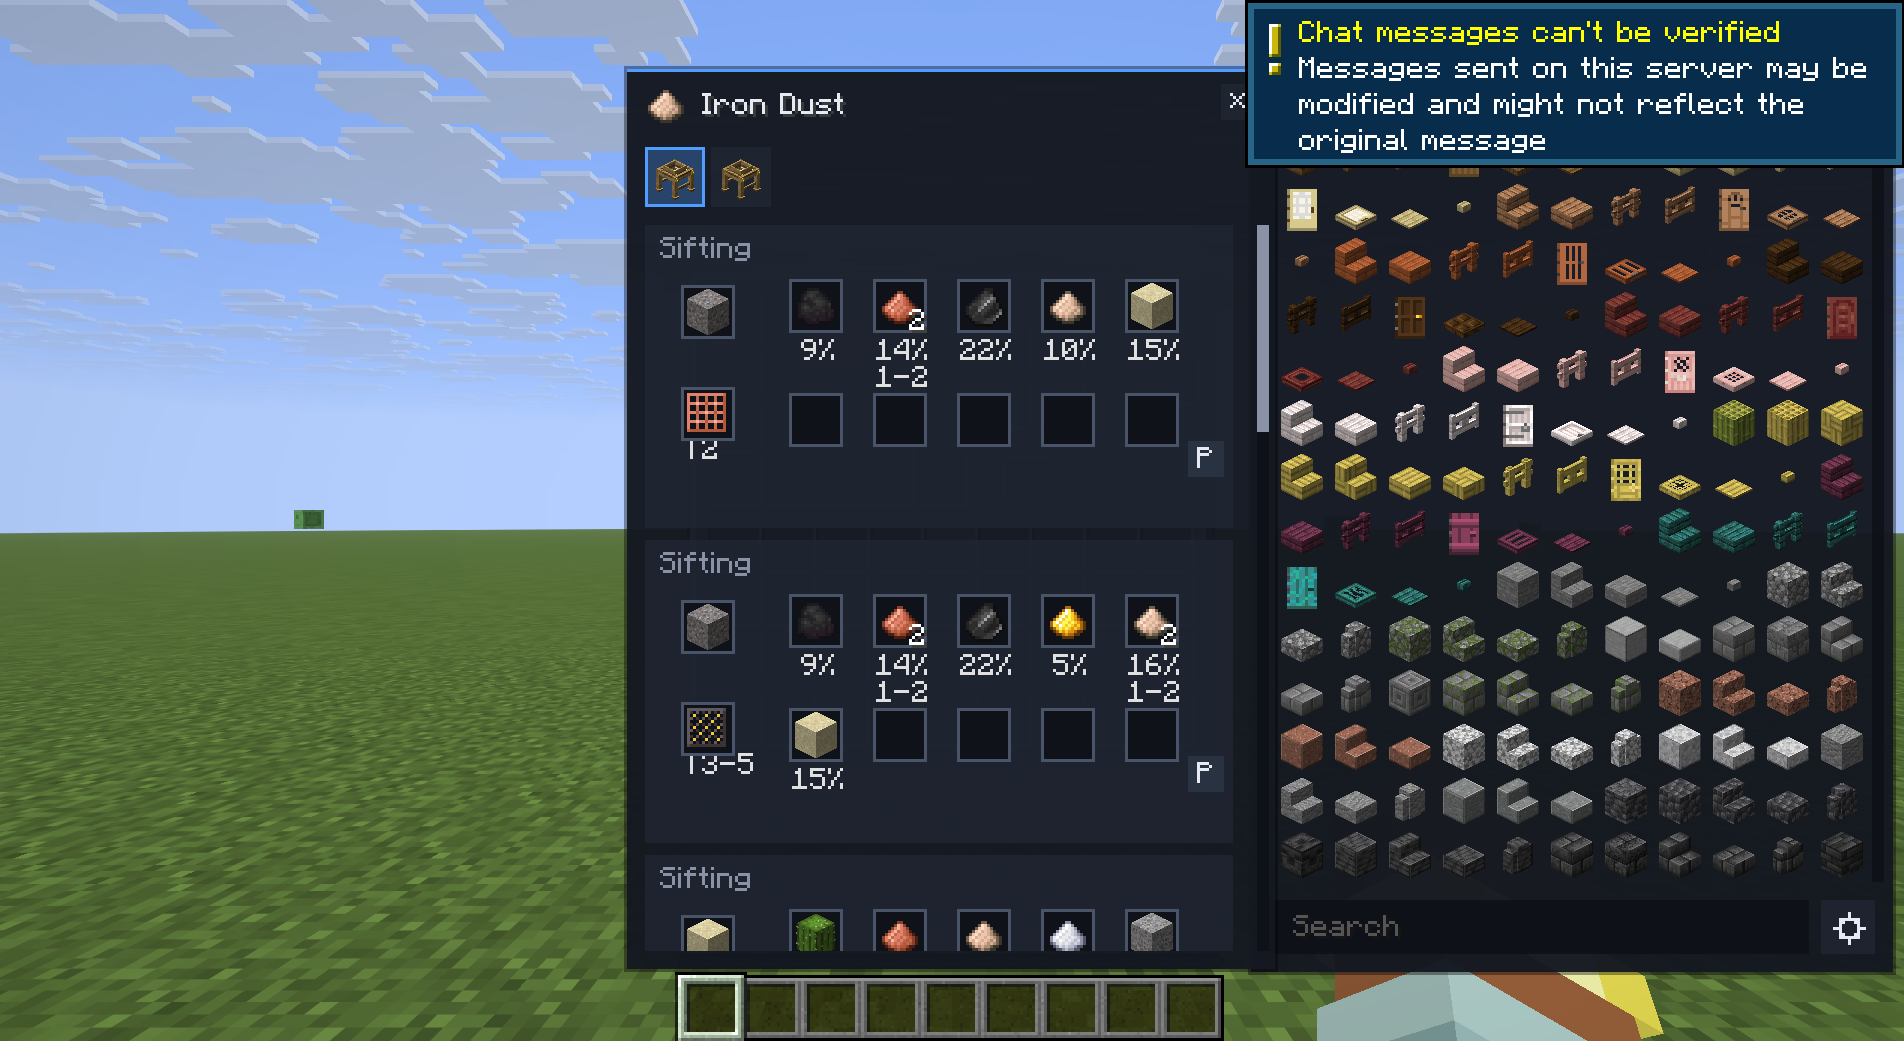 Chat messages can't be verified
Messages sent on this server may be
modified and might not reflect the
original message
Iron Dust
X
Sifting
2
9% 14% 22% 10% 15%
1-2
T2
P
Sifting
2 2
9% 14% 22% 5% 16%
1-2 1-2
T3-5
15%
P
Sifting
Search